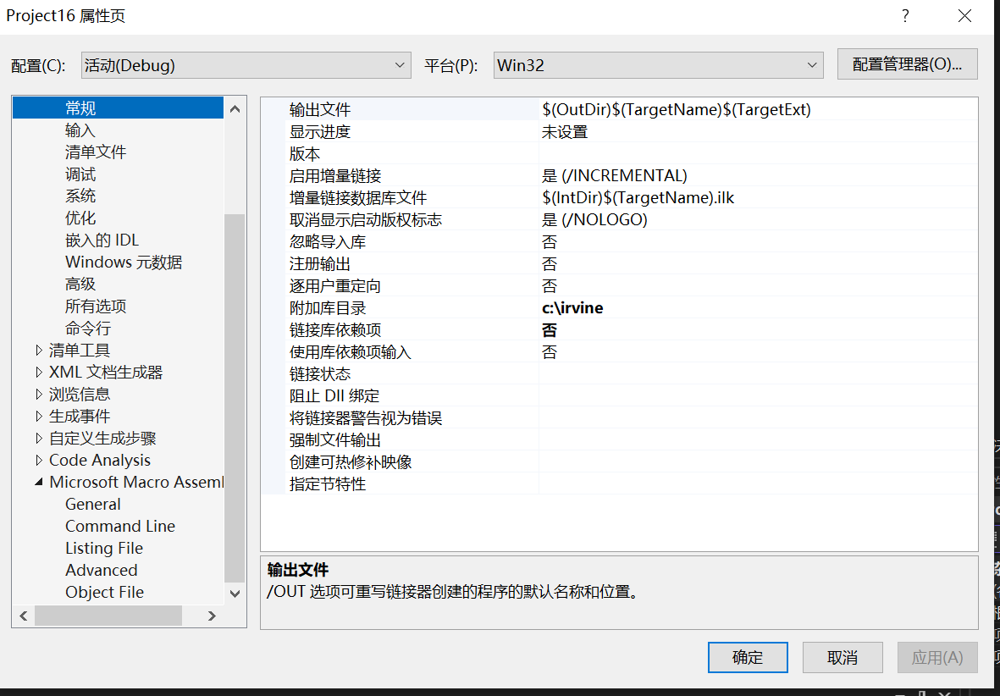 Project16 属性页
?
配置(C): 活动(Debug) 平台(P): Win32 配置管理器(O)...
常规
输入
清单文件
调试
系统
优化
嵌入的 IDL
Windows 元数据
高级
所有选项
命令行
清单工具
XML 文档生成器
浏览信息
生成事件
自定义生成步骤
Code Analysis
Microsoft Macro Assembl
General
Command Line
Listing File
Advanced
Object File
输出文件 $(OutDir)$(TargetName)$(TargetExt)
显示进度 未设置
版本
启用增量链接 是 (/INCREMENTAL)
增量链接数据库文件 $(IntDir)$(TargetName).ilk
取消显示启动版权标志 是 (/NOLOGO)
忽略导入库 否
注册输出 否
逐用户重定向 否
附加库目录 c:\irvine
链接库依赖项 否
使用库依赖项输入 否
链接状态
阻止 Dll 绑定
将链接器警告视为错误
强制文件输出
创建可热修补映像
指定节特性
输出文件
/OUT 选项可重写链接器创建的程序的默认名称和位置。
确定 取消 应用(A)